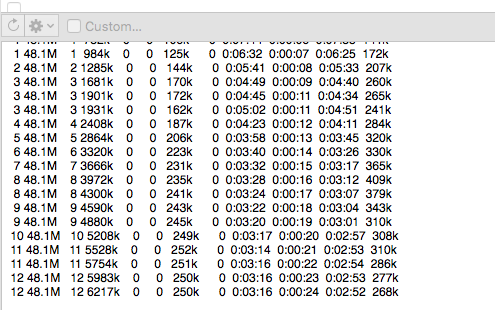 Custom...
1 48.1M 1 984k 0 0 125k 0 0:06:32 0:00:07 0:06:25 172k
2 48.1M 2 1285k 0 0 144k 0 0:05:41 0:00:09 0:05:33 207k
3 48.1M 3 1681k 0 0 170k 0 0:04:49 0:00:09 0:04:40 260k
3 48.1M 3 1901k 0 0 172k 0 0:04:45 0:00:11 0:04:34 265k
3 48.1M 3 1931k 0 0 162k 0 0:05:02 0:00:11 0:04:51 241k
4 48.1M 4 2408k 0 0 187k 0 0:04:23 0:00:12 0:04:11 284k
5 48.1M 5 2864k 0 0 206k 0 0:03:58 0:00:13 0:03:45 320k
6 48.1M 6 3320k 0 0 223k 0 0:03:40 0:00:14 0:03:26 330k
7 48.1M 7 3666k 0 0 231k 0 0:03:32 0:00:15 0:03:17 365k
8 48.1M 8 3972k 0 0 235k 0 0:03:28 0:00:16 0:03:12 409k
8 48.1M 8 4300k 0 0 241k 0 0:03:24 0:00:17 0:03:07 379k
9 48.1M 9 4590k 0 0 243k 0 0:03:22 0:00:18 0:03:04 343k
9 48.1M 9 4880k 0 0 245k 0 0:03:20 0:00:19 0:03:01 310k
10 48.1M 10 5208k 0 0 249k 0 0:03:17 0:00:20 0:02:57 308k
11 48.1M 11 5528k 0 0 252k 0 0:03:14 0:00:21 0:02:53 310k
11 48.1M 11 5754k 0 0 251k 0 0:03:16 0:00:22 0:02:54 286k
12 48.1M 12 5983k 0 0 250k 0 0:03:16 0:00:23 0:02:53 277k
12 48.1M 12 6217k 0 0 250k 0 0:03:16 0:00:24 0:02:52 268k